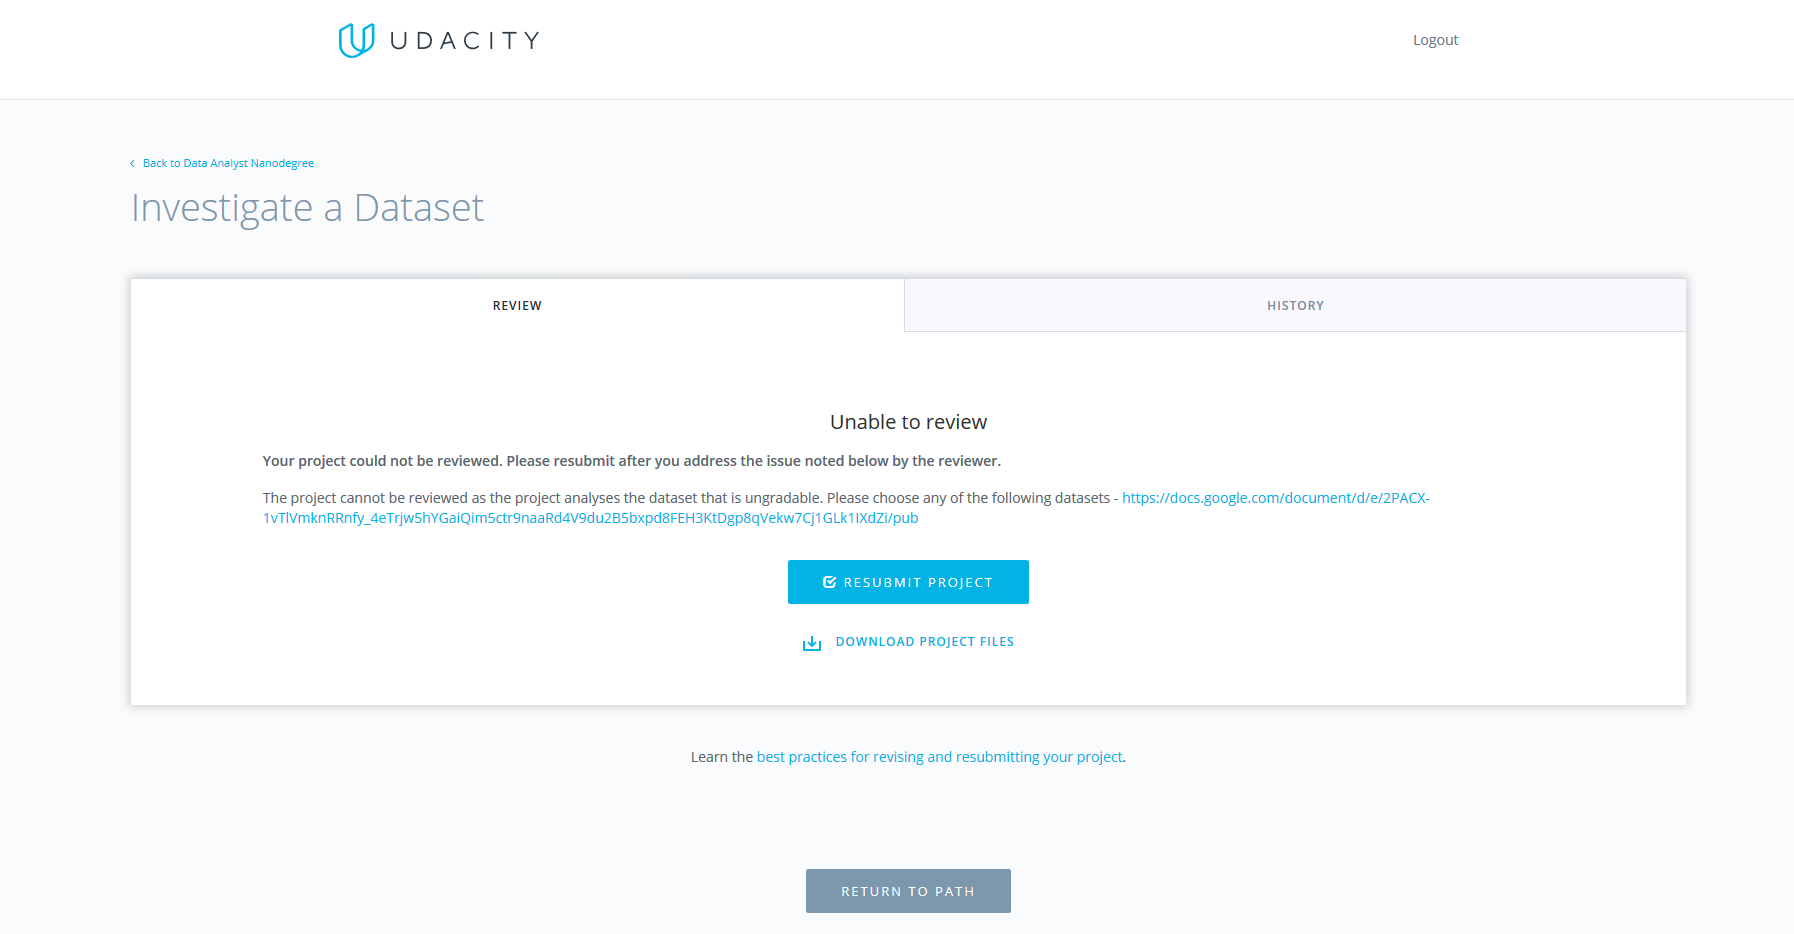 UDACITY
Logout
Back to Data Analyst Nanodegree
Investigate a Dataset
REVIEW
HISTORY
Unable to review
Your project could not be reviewed. Please resubmit after you address the issue noted below by the reviewer.
The project cannot be reviewed as the project analyses the dataset that is ungradable. Please choose any of the following datasets - https://docs.google.com/document/d/e/2PACX-
1vTlVmknRRnfy_4eTrjw5hYGaiQim5ctr9naaRd4V9du2B5bxpd8FEH3KtDgp8qVekw7Cj1GLk1IXdZi/pub
RESUBMIT PROJECT
DOWNLOAD PROJECT FILES
Learn the best practices for revising and resubmitting your project.
RETURN TO PATH